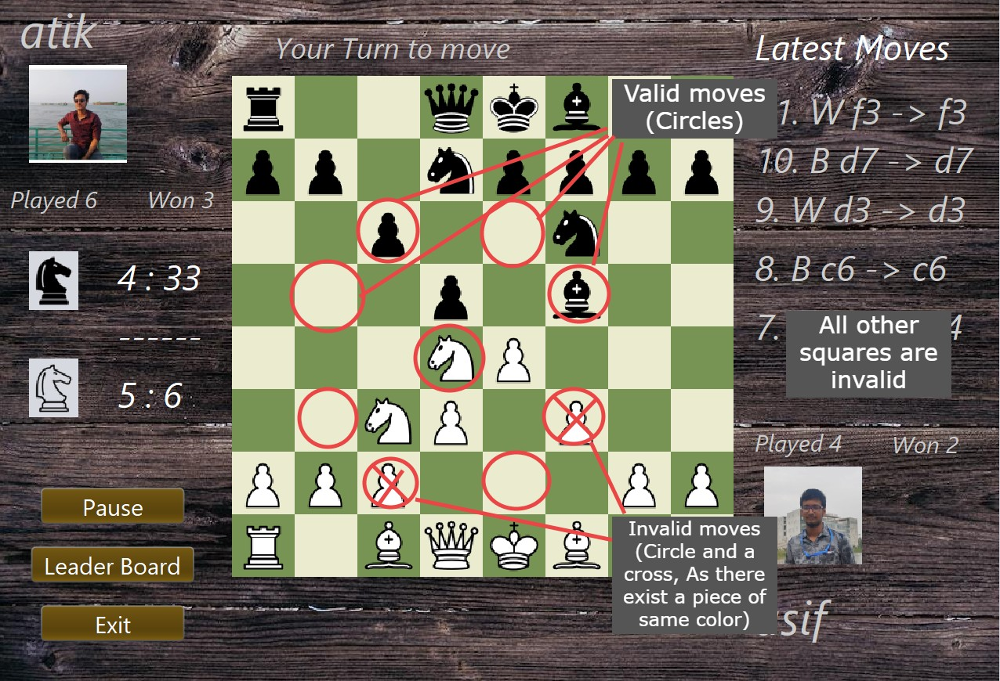 atik
Your Turn to move
Latest Moves
Valid moves
(Circles)
1. W f3 -> f3
10. B d7 -> d7
Played 6
Won 3
9. W d3 -> d3
4 : 33
8. B c6 -> c6
7.
4
All other
squares are
invalid
------
5 : 6
Played 4
Won 2
Pause
Leader Board
Exit
Invalid moves
(Circle and a
cross, As there
exist a piece of
same color)
sif